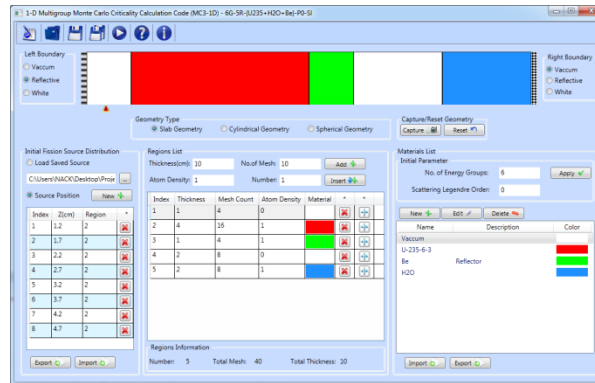 1-D Multigroup Monte Carlo Criticality Calculation Code (MC3-1D) - 6G-5R-(U235+H2O+Be)-P0-Sl
Left Boundary
Vaccum
Reflective
White
Right Boundary
Vaccum
Reflective
White
Geometry Type
Slab Geometry Cylindrical Geometry Spherical Geometry
Capture/Reset Geometry
Capture Reset
Initial Fission Source Distribution
Load Saved Source
C:\Users\NACK\Desktop\Proje ...
Source Position New
Index Z(cm) Region *
1 1.2 2
2 1.7 2
3 2.2 2
4 2.7 2
5 3.2 2
6 3.7 2
7 4.2 2
8 4.7 2
Export Import
Regions List
Thickness(cm): 10 No.of Mesh: 10 Add
Atom Density: 1 Number: 1 Insert
Index Thickness Mesh Count Atom Density Material * *
1 1 4 0
2 4 16 1
3 1 4 1
4 2 8 0
5 2 8 1
Regions Information
Number: 5 Total Mesh: 40 Total Thickness: 10
Materials List
Initial Parameter
No. of Energy Groups: 6 Apply
Scattering Legendre Order: 0
New Edit Delete
Name Description Color
Vaccum
U-235-6-3
Be Reflector
H2O
Import Export